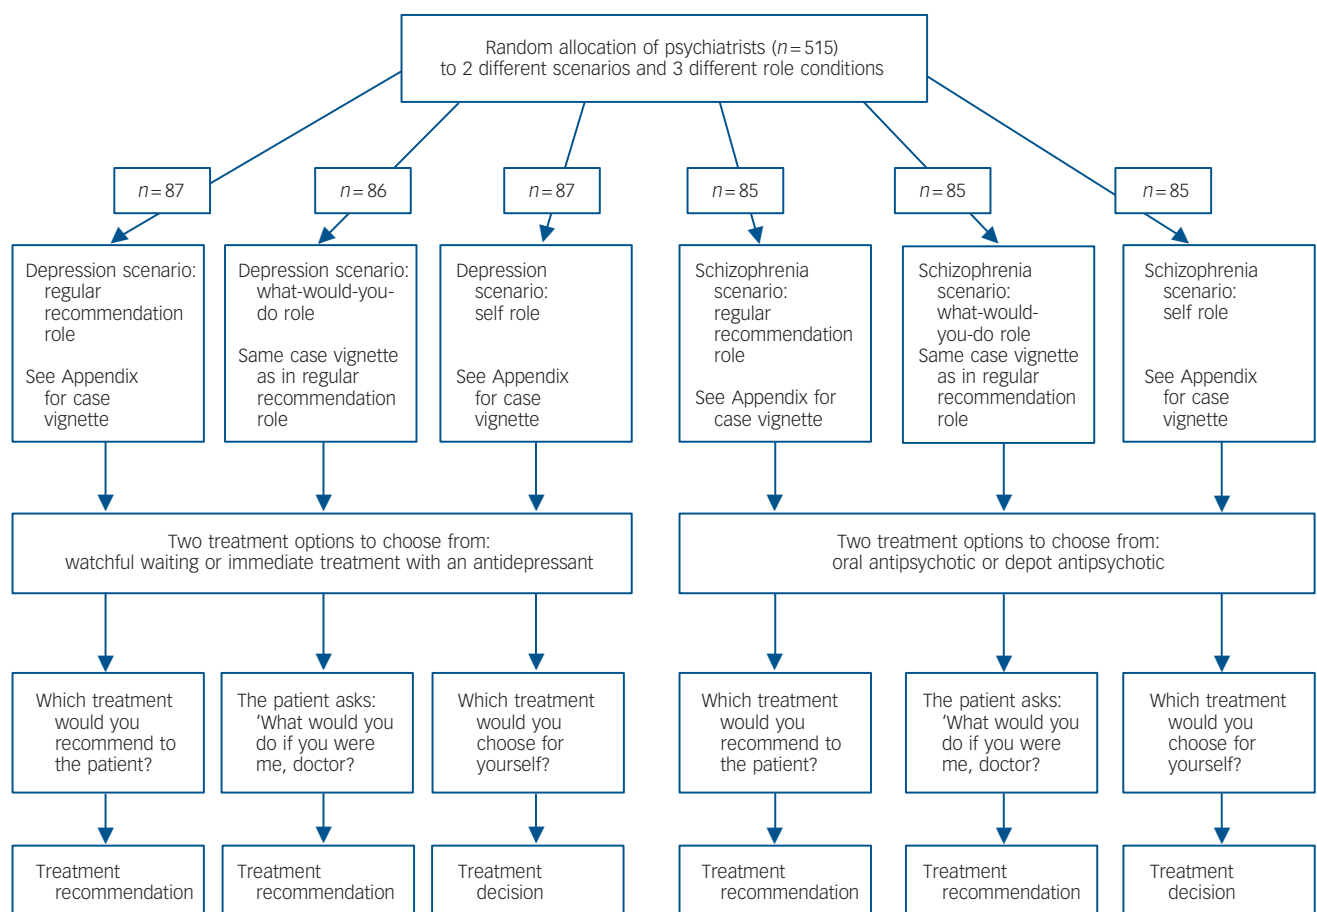 Random allocation of psychiatrists (n=515)
to 2 different scenarios and 3 different role conditions
n=87
n=86
n=87
n=85
n=85
n=85
Depression scenario:
regular
recommendation
role
See Appendix
for case
vignette
Depression scenario:
what-would-you-
do role
Same case vignette
as in regular
recommendation
role
Depression
scenario:
self role
See Appendix
for case
vignette
Schizophrenia
scenario:
regular
recommendation
role
See Appendix for
case vignette
Schizophrenia
scenario:
what-would-
you-do role
Same case vignette
as in regular
recommendation
role
Schizophrenia
scenario:
self role
See Appendix
for case
vignette
Two treatment options to choose from:
watchful waiting or immediate treatment with an antidepressant
Two treatment options to choose from:
oral antipsychotic or depot antipsychotic
Which treatment
would you
recommend to
the patient?
The patient asks:
‘What would you
do if you were
me, doctor?
Which treatment
would you
choose for
yourself?
Which treatment
would you
recommend to
the patient?
The patient asks:
‘What would you
do if you were
me, doctor?
Which treatment
would you
choose for
yourself?
Treatment
recommendation
Treatment
recommendation
Treatment
decision
Treatment
recommendation
Treatment
recommendation
Treatment
decision